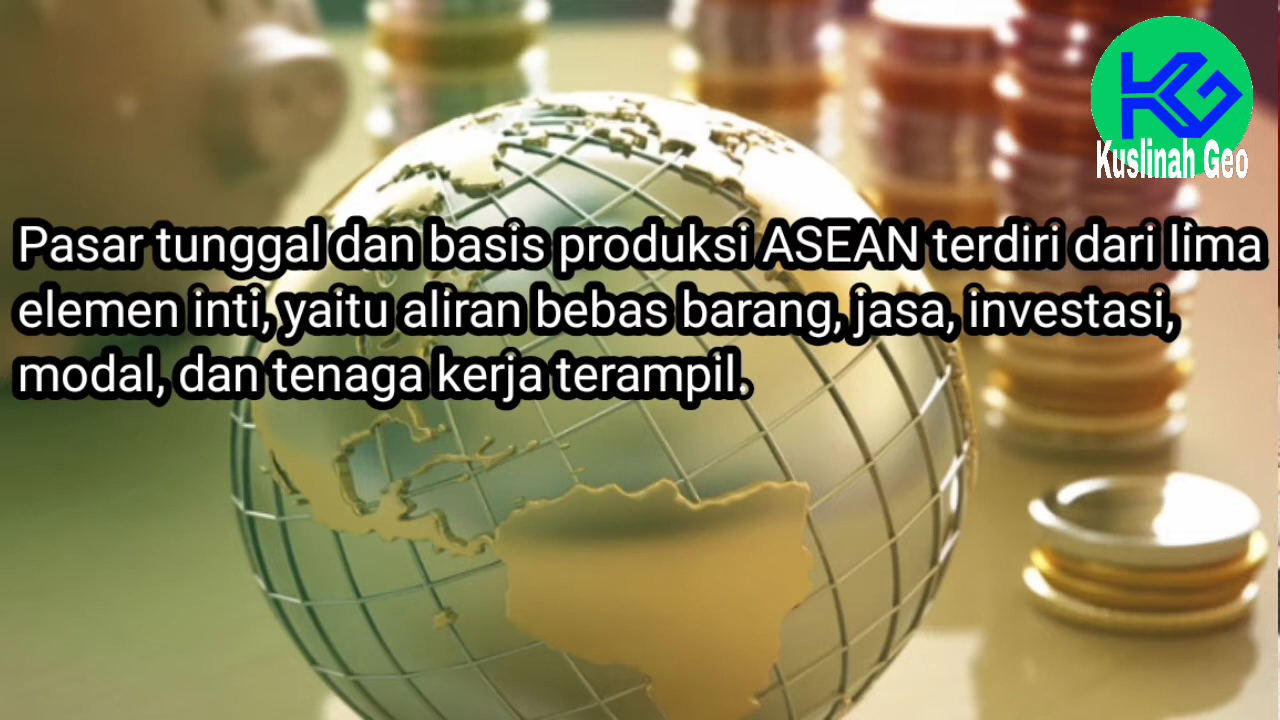 Kuslinah Geo
Pasar tunggal dan basis produksi ASEAN terdiri dari lima
elemen inti, yaitu aliran bebas barang, jasa, investasi,
modal, dan tenaga kerja terampil.